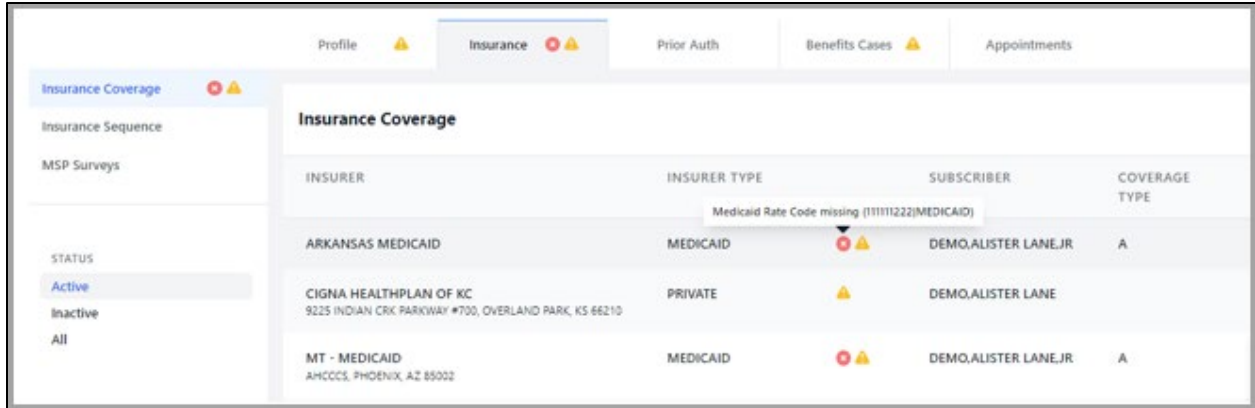 Profile Insurance Prior Auth Benefits Cases Appointments
Insurance Coverage
Insurance Sequence
MSP Surveys
STATUS
Active
Inactive
All
Insurance Coverage
INSURER INSURER TYPE SUBSCRIBER COVERAGE TYPE
Medicaid Rate Code missing (111111222|MEDICAID)
ARKANSAS MEDICAID MEDICAID DEMO,ALISTER LANE,JR A
CIGNA HEALTHPLAN OF KC PRIVATE DEMO,ALISTER LANE
9225 INDIAN CRK PARKWAY #700, OVERLAND PARK, KS 66210
MT - MEDICAID MEDICAID DEMO,ALISTER LANE,JR A
AHCCCS, PHOENIX, AZ 85002